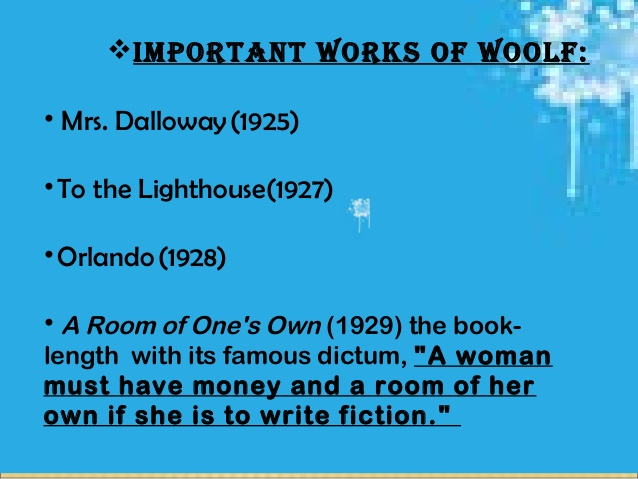 ❖IMPORTANT WORKS OF WOOLF:
• Mrs. Dalloway (1925)
• To the Lighthouse(1927)
• Orlando (1928)
• A Room of One's Own (1929) the book-
length with its famous dictum, "A woman
must have money and a room of her
own if she is to write fiction."